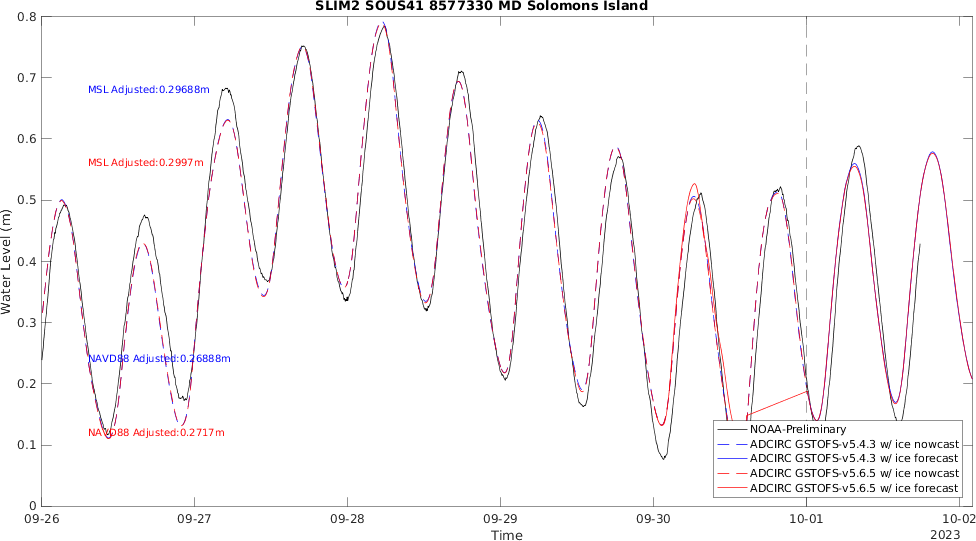 SLIM2 SOUS41 8577330 MD Solomons Island
0.8
0.7
0.6
0.5
0.4
0.3
0.2
0.1
0
Water Level (m)
MSL Adjusted:0.29688m
MSL Adjusted:0.2997m
NAVD88 Adjusted:0.26888m
NAVD88 Adjusted:0.2717m
NOAA-Preliminary
ADCIRC GSTOFS-v5.4.3 w/ ice nowcast
ADCIRC GSTOFS-v5.4.3 w/ ice forecast
ADCIRC GSTOFS-v5.6.5 w/ ice nowcast
ADCIRC GSTOFS-v5.6.5 w/ ice forecast
09-26 09-27 09-28 09-29 09-30 10-01 10-02
Time
2023